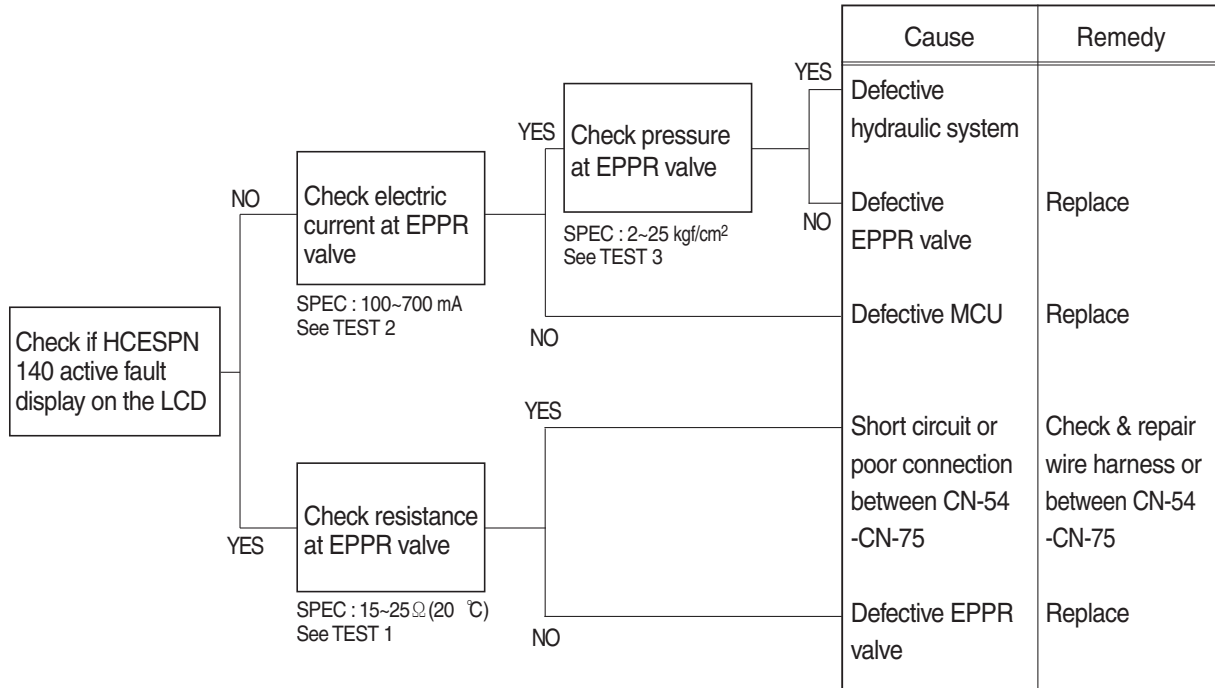 Cause
Remedy
YES
Defective
hydraulic system
YES
Check pressure
at EPPR valve
NO
Check electric
current at EPPR
valve
NO
Defective
EPPR valve
Replace
SPEC : 2~25 kgf/cm²
See TEST 3
SPEC : 100~700 mA
See TEST 2
NO
Defective MCU
Replace
Check if HCESPN
140 active fault
display on the LCD
YES
Short circuit or
poor connection
between CN-54
-CN-75
Check & repair
wire harness or
between CN-54
-CN-75
YES
Check resistance
at EPPR valve
SPEC : 15~25Ω(20 ℃)
See TEST 1
NO
Defective EPPR
valve
Replace